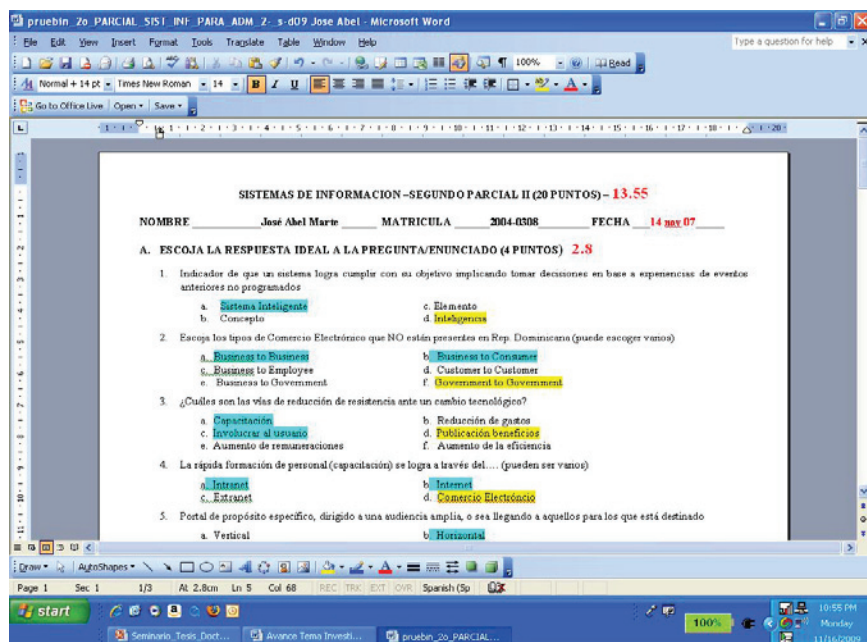 pruebin_2o_PARCIAL_SIST_INF_PARA_ADM_2-_s-d09 Jose Abel - Microsoft Word
File Edit View Insert Format Tools Translate Table Window Help Type a question for help
100% Read
Normal + 14 pt Times New Roman 14 B I U
Go to Office Live Open Save
SISTEMAS DE INFORMACION –SEGUNDO PARCIAL II (20 PUNTOS) – 13.55
NOMBRE José Abel Marte MATRICULA 2004-0308 FECHA 14 nov 07
A. ESCOJA LA RESPUESTA IDEAL A LA PREGUNTA/ENUNCIADO (4 PUNTOS) 2.8
1. Indicador de que un sistema logra cumplir con su objetivo implicando tomar decisiones en base a experiencias de eventos
anteriores no programados
a. Sistema Inteligente c. Elemento
b. Concepto d. Inteligencia
2. Escoja los tipos de Comercio Electrónico que NO están presentes en Rep. Dominicana (puede escoger varios)
a. Business to Business b. Business to Consumer
c. Business to Employee d. Customer to Customer
e. Business to Government f. Government to Government
3. ¿Cuáles son las vías de reducción de resistencia ante un cambio tecnológico?
a. Capacitación b. Reducción de gastos
c. Involucrar al usuario d. Publicación beneficios
e. Aumento de remuneraciones f. Aumento de la eficiencia
4. La rápida formación de personal (capacitación) se logra a través del.... (pueden ser varios)
a. Intranet b. Internet
c. Extranet d. Comercio Electróncio
5. Portal de propósito específico, dirigido a una audiencia amplia, o sea llegando a aquellos para los que está destinado
a. Vertical b. Horizontal
Draw AutoShapes
Page 1 Sec 1 1/3 At 2.8cm Ln 5 Col 68 REC TRK EXT OVR Spanish (Sp
start 100% 10:55 PM
Monday
Seminario_Tesis_Doct... Avance Tema Investi... pruebin_2o_PARCIAL... 11/16/2009